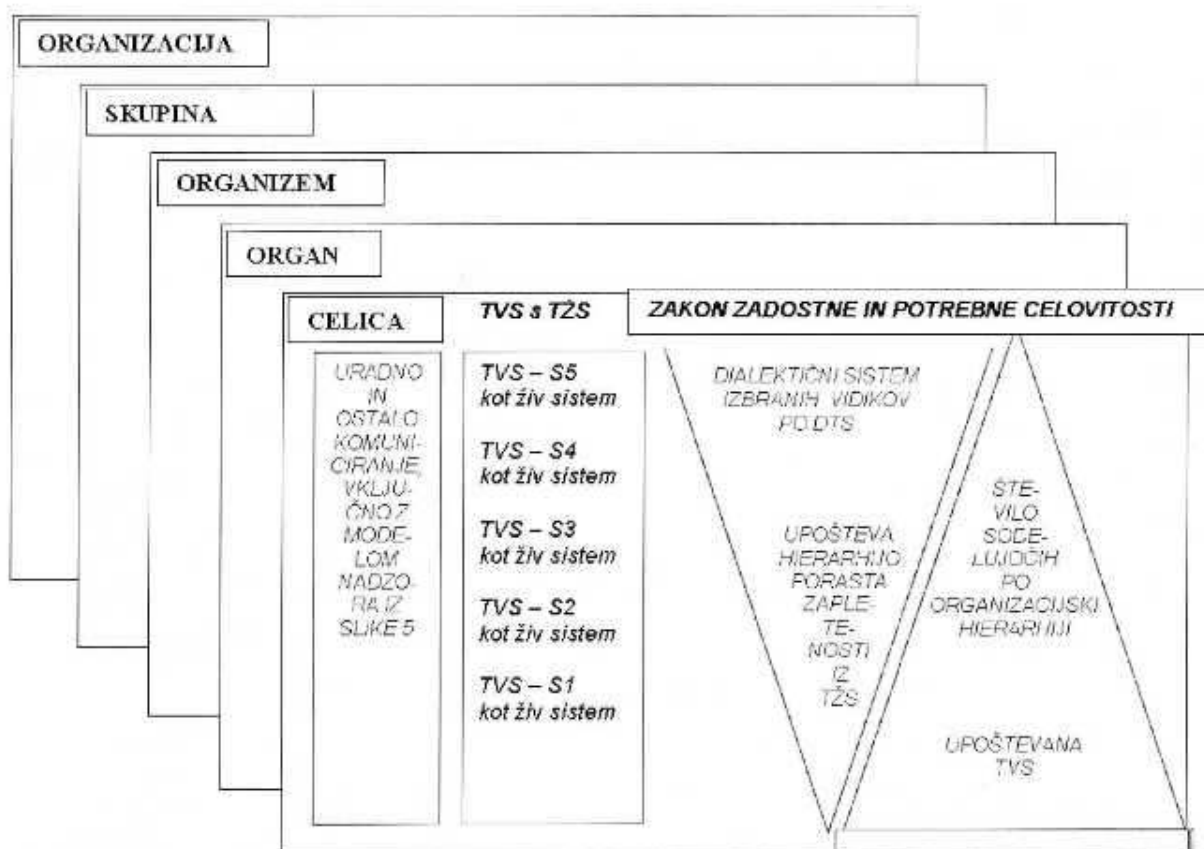 ORGANIZACIJA
SKUPINA
ORGANIZEM
ORGAN
CELICA
TVS s TŽS
ZAKON ZADOSTNE IN POTREBNE CELOVITOSTI
URADNO
IN
OSTALO
KOMUNI-
CIRANJE,
VKLJU-
ČNO Z
MODE-
LOM
NADZO-
RA IZ
SLIKE 5
TVS – S5
kot živ sistem
TVS – S4
kot živ sistem
TVS – S3
kot živ sistem
TVS – S2
kot živ sistem
TVS – S1
kot živ sistem
DIALEKTIČNI SISTEM
IZBRANIH VIDIKOV
PO DTS
UPOŠTEVA
HIERARHIJO
PORASTA
ZAPLE-
TE-
NOSTI
IZ
TŽS
ŠTE-
VILO
SODE-
LUJOČIH
PO
ORGANIZACIJSKI
HIERARHIJI
UPOŠTEVANA
TVS